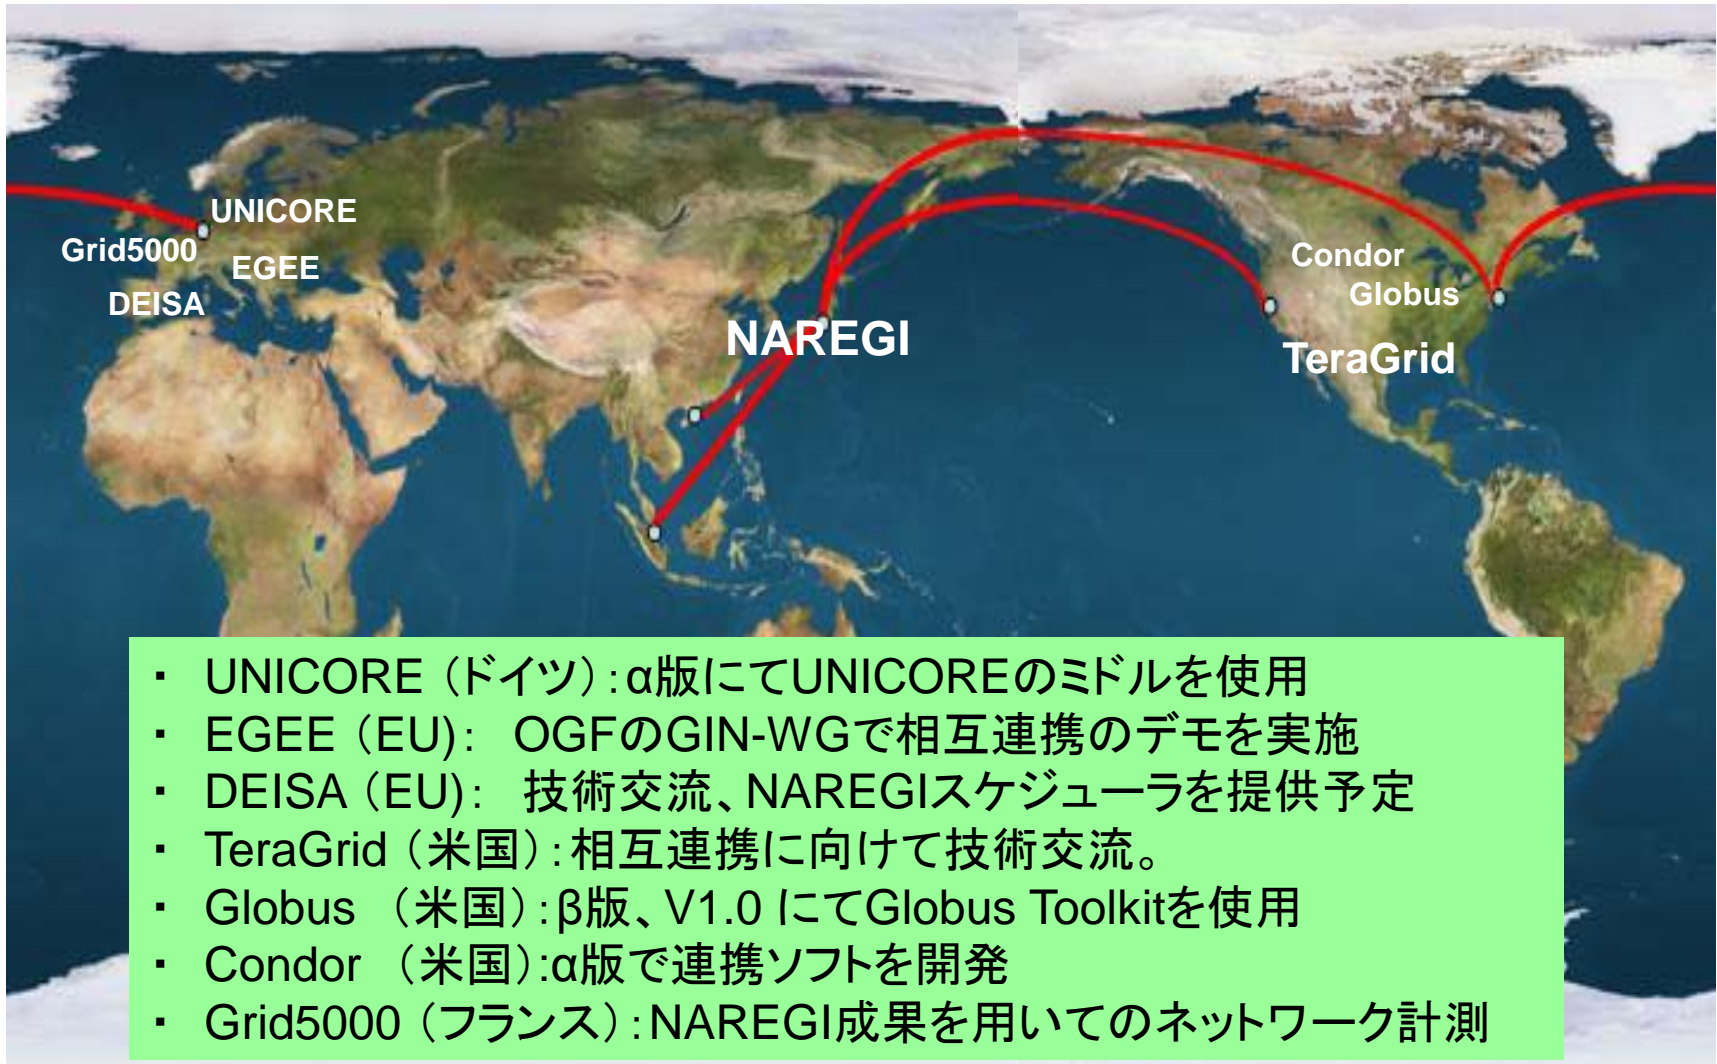 UNICORE
Grid5000
EGEE
DEISA
NAREGI
Condor
Globus
TeraGrid
・ UNICORE（ドイツ）：α版にてUNICOREのミドルを使用
・ EGEE（EU）： OGFのGIN-WGで相互連携のデモを実施
・ DEISA（EU）： 技術交流、NAREGIスケジューラを提供予定
・ TeraGrid（米国）：相互連携に向けて技術交流。
・ Globus （米国）：β版、V1.0 にてGlobus Toolkitを使用
・ Condor （米国）:α版で連携ソフトを開発
・ Grid5000（フランス）：NAREGI成果を用いてのネットワーク計測